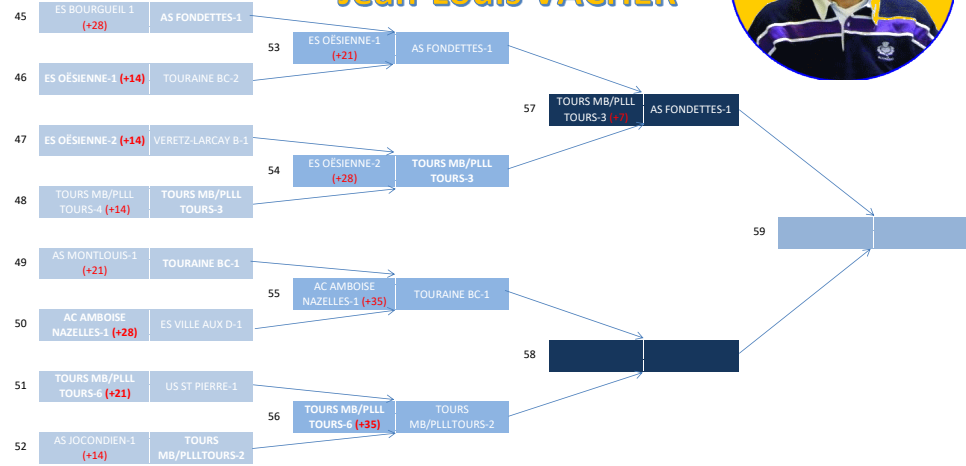 Jean-Louis VACHER
45
ES BOURGUEIL 1
(+28)
AS FONDETTES-1
46
ES OËSIENNE-1 (+14)
TOURAINE BC-2
47
ES OËSIENNE-2 (+14)
VERETZ-LARCAY B-1
48
TOURS MB/PLLL
TOURS-4 (+14)
TOURS MB/PLLL
TOURS-3
49
AS MONTLOUIS-1
(+21)
TOURAINE BC-1
50
AC AMBOISE
NAZELLES-1 (+28)
ES VILLE AUX D-1
51
TOURS MB/PLLL
TOURS-6 (+21)
US ST PIERRE-1
52
AS JOCONDIEN-1
(+14)
TOURS
MB/PLLLTOURS-2
53
ES OËSIENNE-1
(+21)
AS FONDETTES-1
54
ES OËSIENNE-2
(+28)
TOURS MB/PLLL
TOURS-3
55
AC AMBOISE
NAZELLES-1 (+35)
TOURAINE BC-1
56
TOURS MB/PLLL
TOURS-6 (+35)
TOURS
MB/PLLLTOURS-2
57
TOURS MB/PLLL
TOURS-3 (+7)
AS FONDETTES-1
58
59